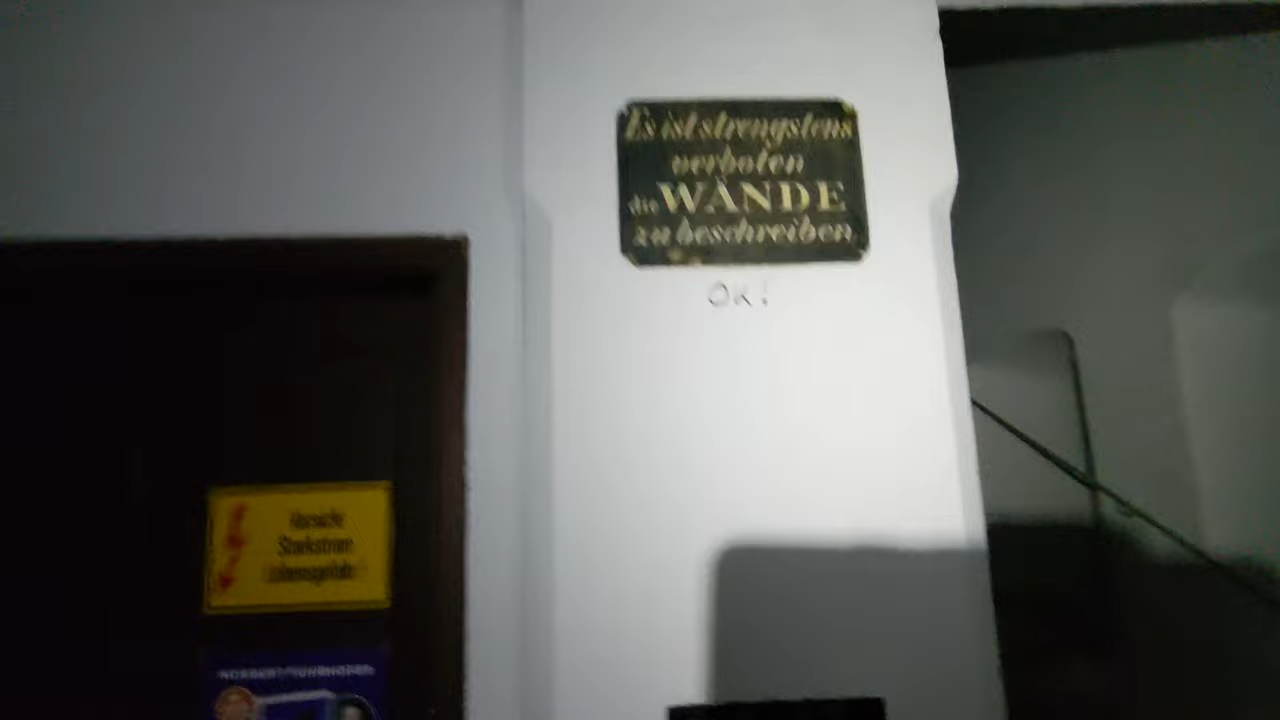 Es ist strengstens
verboten
die WÄNDE
zu beschreiben
OK!
Vorsicht
Starkstrom
Lebensgefahr